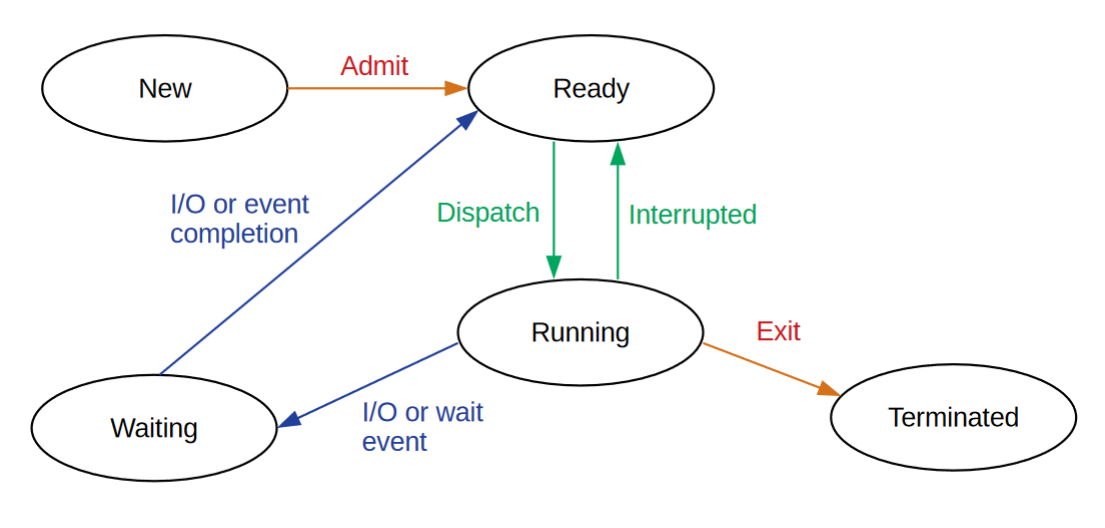 Admit
New
Ready
I/O or event
completion
Dispatch
Interrupted
Running
Exit
Waiting
I/O or wait
event
Terminated